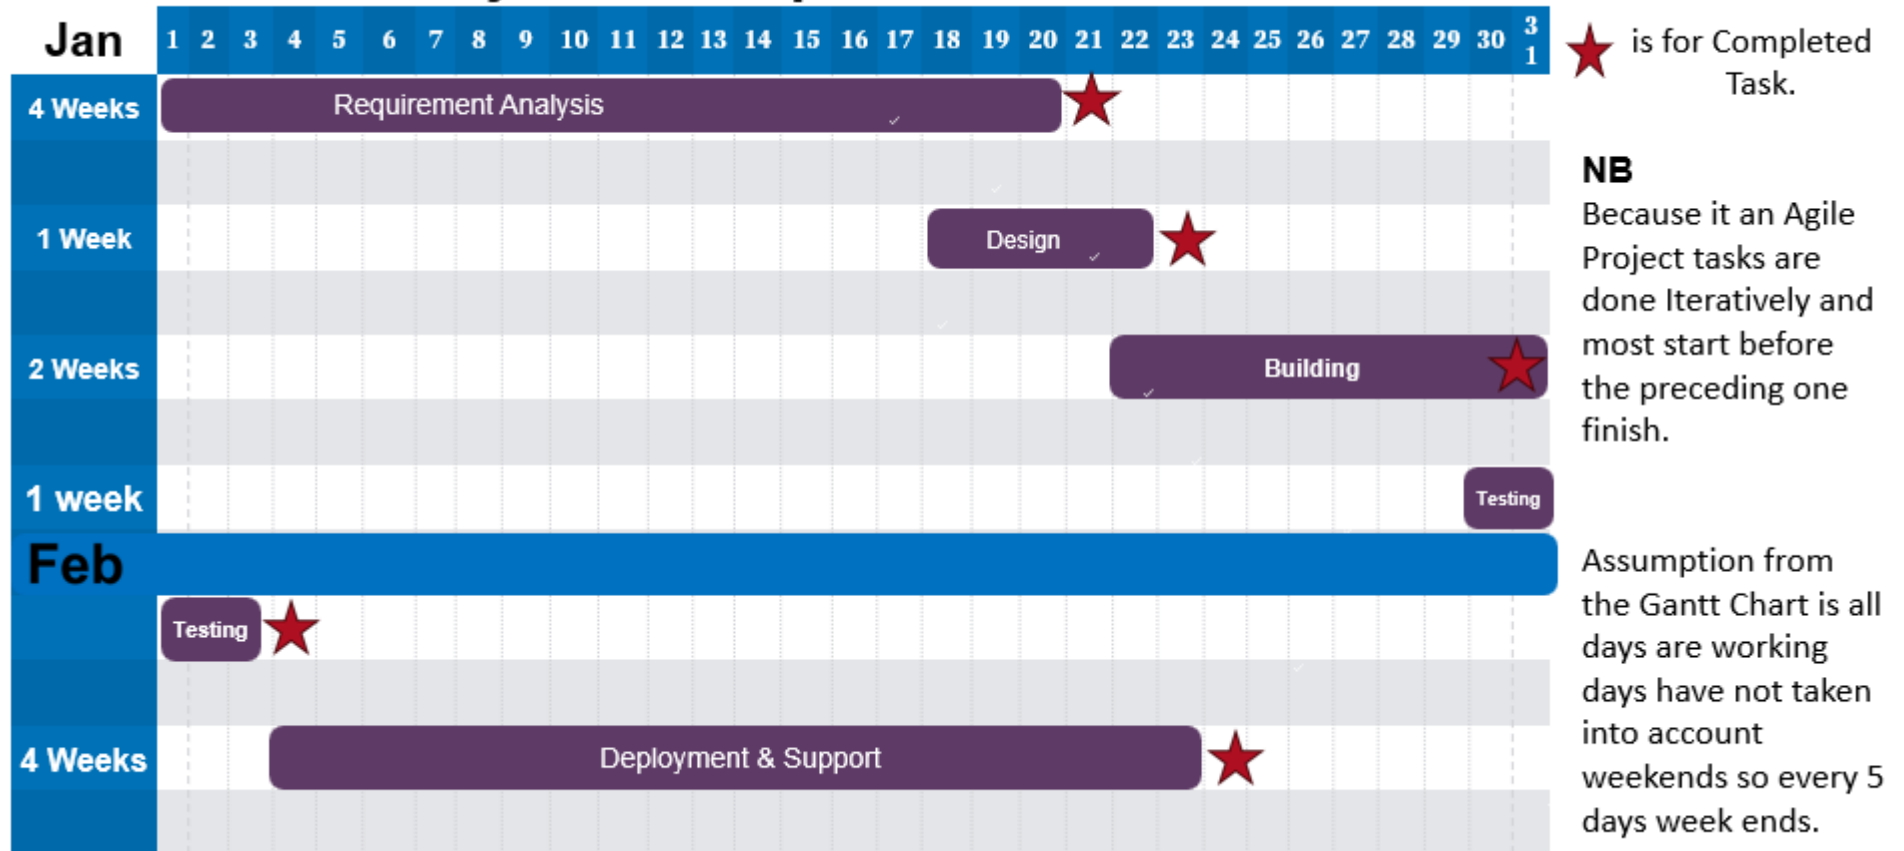 Jan 1 2 3 4 5 6 7 8 9 10 11 12 13 14 15 16 17 18 19 20 21 22 23 24 25 26 27 28 29 30 31
is for Completed
Task.
4 Weeks
Requirement Analysis
NB
Because it an Agile
Project tasks are
done Iteratively and
most start before
the preceding one
finish.
1 Week
Design
2 Weeks
Building
1 week
Testing
Feb
Assumption from
the Gantt Chart is all
days are working
days have not taken
into account
weekends so every 5
days week ends.
Testing
4 Weeks
Deployment & Support